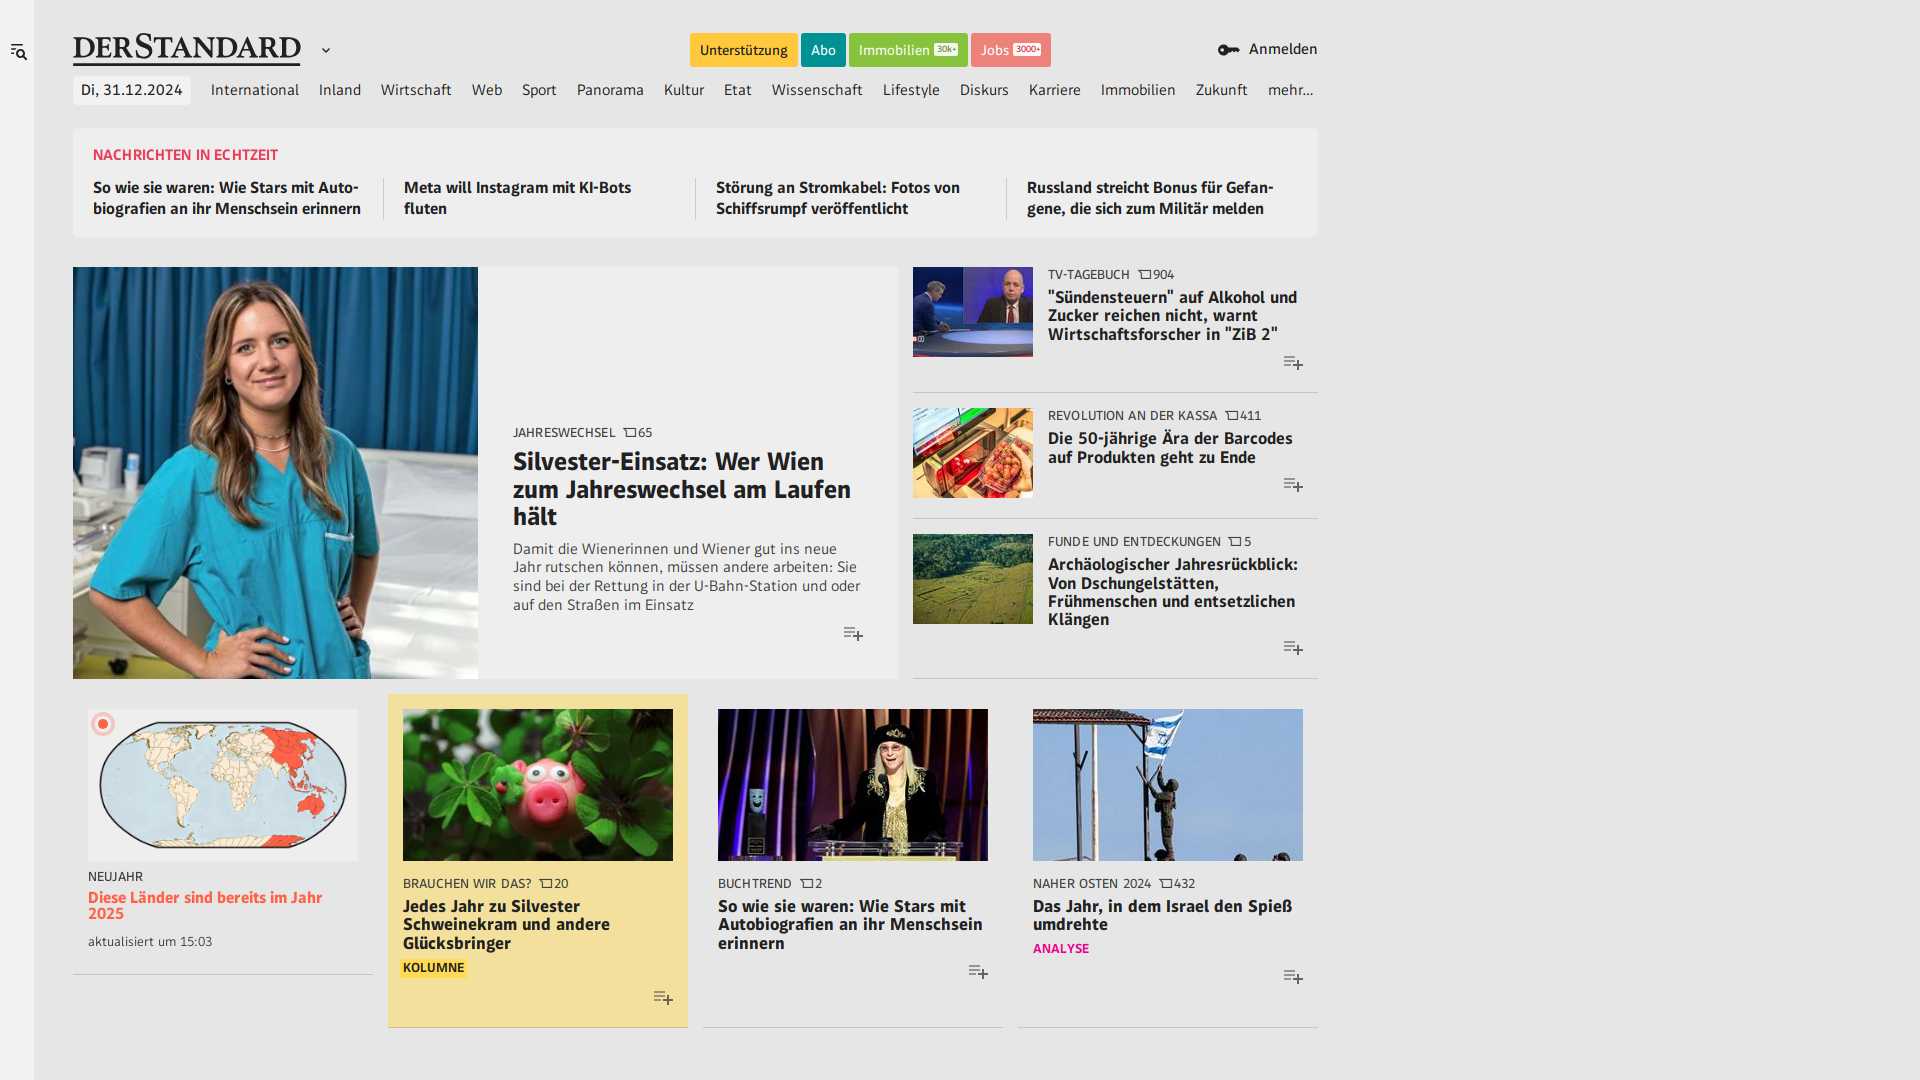 DERSTANDARD
Unterstützung
Abo
Immobilien 30k+
Jobs 3000+
Anmelden
Di, 31.12.2024
International
Inland
Wirtschaft
Web
Sport
Panorama
Kultur
Etat
Wissenschaft
Lifestyle
Diskurs
Karriere
Immobilien
Zukunft
mehr...
NACHRICHTEN IN ECHTZEIT
So wie sie waren: Wie Stars mit Auto-
biografien an ihr Menschsein erinnern
Meta will Instagram mit KI-Bots
fluten
Störung an Stromkabel: Fotos von
Schiffsrumpf veröffentlicht
Russland streicht Bonus für Gefan-
gene, die sich zum Militär melden
JAHRESWECHSEL 65
Silvester-Einsatz: Wer Wien
zum Jahreswechsel am Laufen
hält
Damit die Wienerinnen und Wiener gut ins neue
Jahr rutschen können, müssen andere arbeiten: Sie
sind bei der Rettung in der U-Bahn-Station und oder
auf den Straßen im Einsatz
TV-TAGEBUCH 904
"Sündensteuern" auf Alkohol und
Zucker reichen nicht, warnt
Wirtschaftsforscher in "ZiB 2"
REVOLUTION AN DER KASSA 411
Die 50-jährige Ära der Barcodes
auf Produkten geht zu Ende
FUNDE UND ENTDECKUNGEN 5
Archäologischer Jahresrückblick:
Von Dschungelstätten,
Frühmenschen und entsetzlichen
Klängen
NEUJAHR
Diese Länder sind bereits im Jahr
2025
aktualisiert um 15:03
BRAUCHEN WIR DAS? 20
Jedes Jahr zu Silvester
Schweinekram und andere
Glücksbringer
KOLUMNE
BUCHTREND 2
So wie sie waren: Wie Stars mit
Autobiografien an ihr Menschsein
erinnern
NAHER OSTEN 2024 432
Das Jahr, in dem Israel den Spieß
umdrehte
ANALYSE